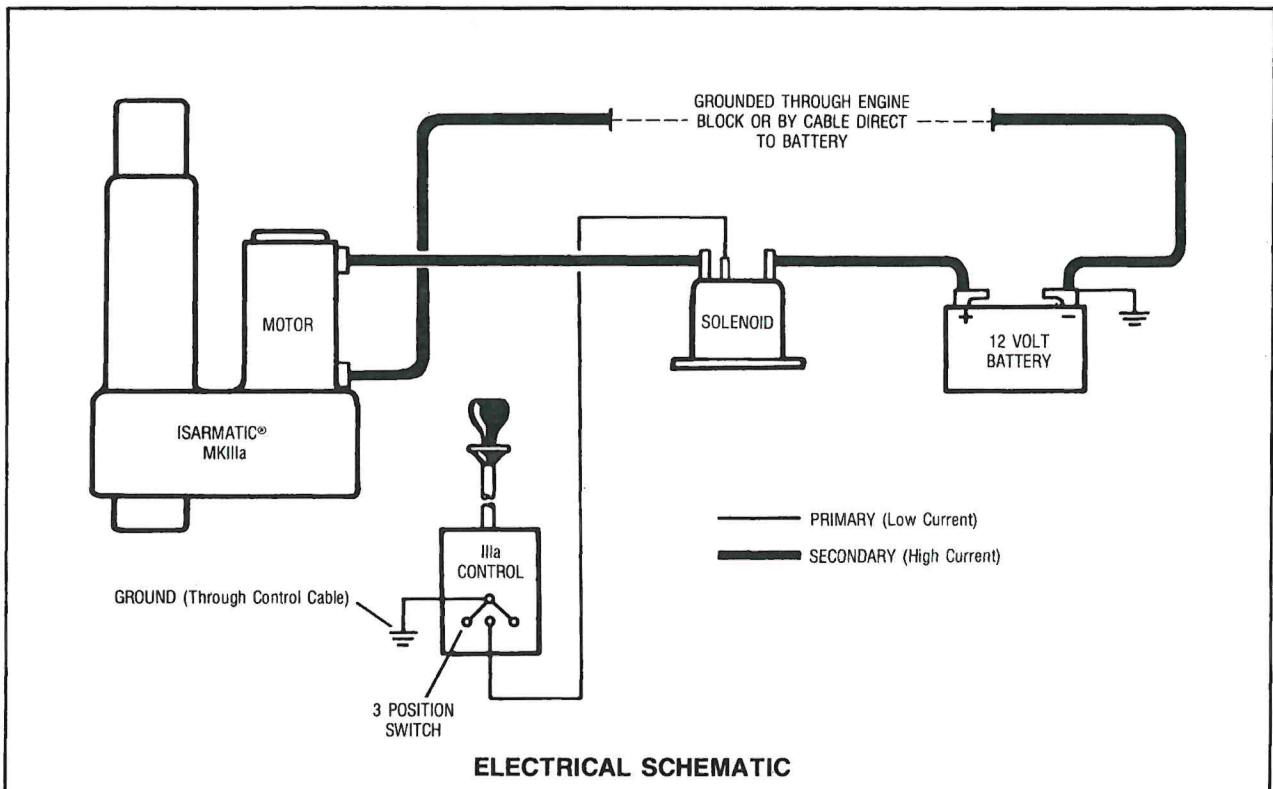 GROUNDED THROUGH ENGINE
BLOCK OR BY CABLE DIRECT
TO BATTERY
MOTOR
SOLENOID
+
−
12 VOLT
BATTERY
ISARMATIC®
MKIIIa
IIIa
CONTROL
PRIMARY (Low Current)
SECONDARY (High Current)
GROUND (Through Control Cable)
3 POSITION
SWITCH
ELECTRICAL SCHEMATIC